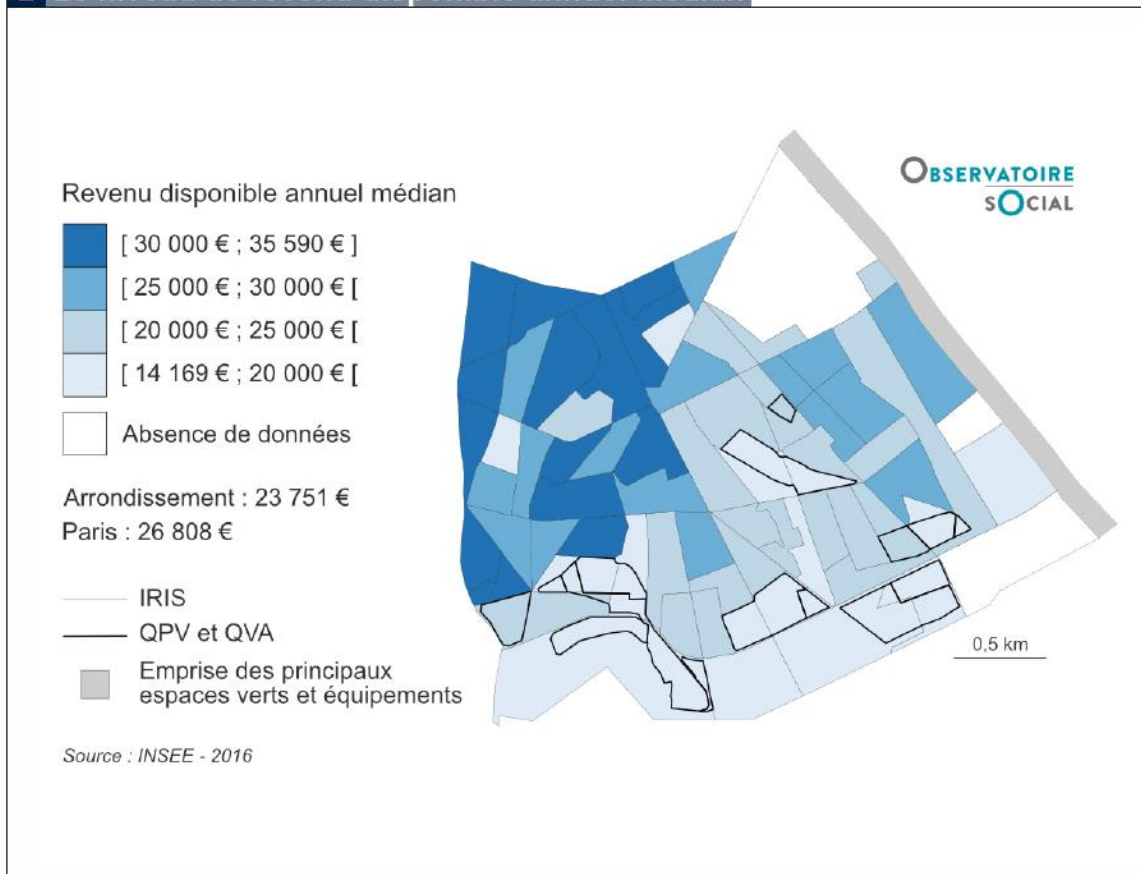 Revenu disponible annuel médian
[ 30 000 € ; 35 590 € ]
[ 25 000 € ; 30 000 € [
[ 20 000 € ; 25 000 € [
[ 14 169 € ; 20 000 € [
Absence de données
Arrondissement : 23 751 €
Paris : 26 808 €
IRIS
QPV et QVA
Emprise des principaux
espaces verts et équipements
Source : INSEE - 2016
OBSERVATOIRE
SOCIAL
0,5 km